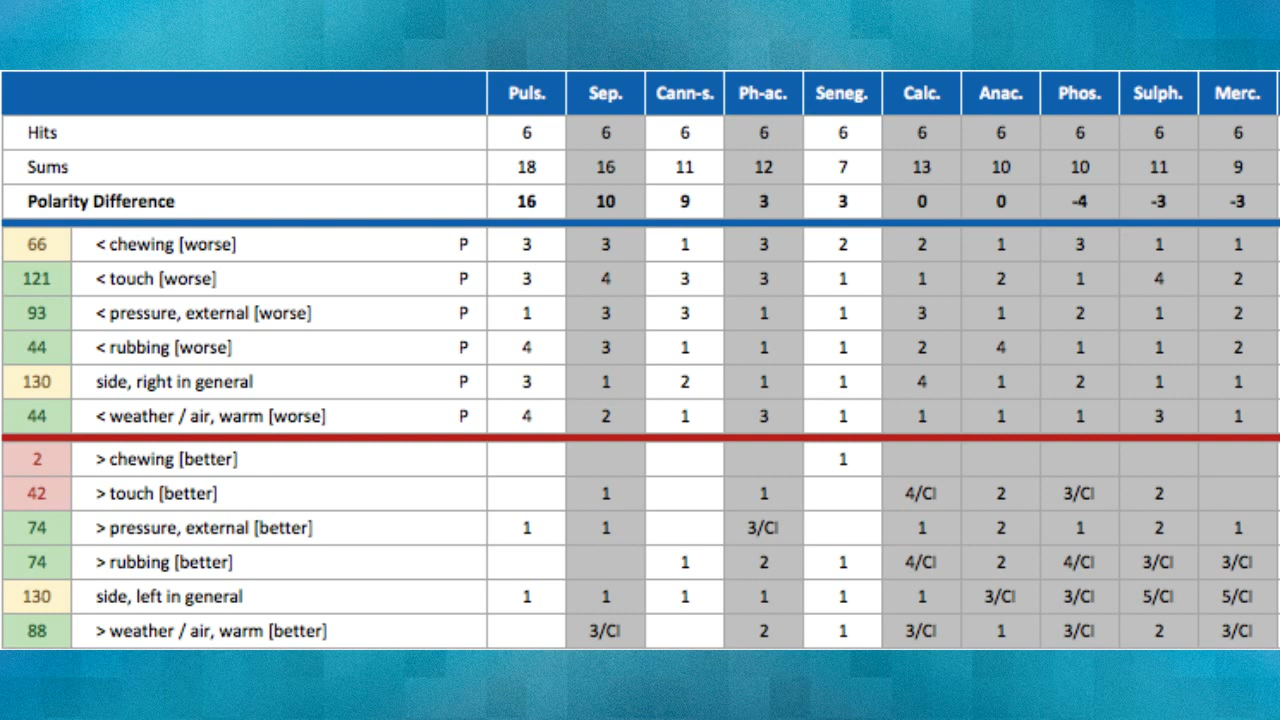 Puls. Sep. Cann-s. Ph-ac. Seneg. Calc. Anac. Phos. Sulph. Merc.
Hits 6 6 6 6 6 6 6 6 6 6
Sums 18 16 11 12 7 13 10 10 11 9
Polarity Difference 16 10 9 3 3 0 0 -4 -3 -3
66 < chewing [worse] P 3 3 1 3 2 2 1 3 1 1
121 < touch [worse] P 3 4 3 3 1 1 2 1 4 2
93 < pressure, external [worse] P 1 3 3 1 1 3 1 2 1 2
44 < rubbing [worse] P 4 3 1 1 1 2 4 1 1 2
130 side, right in general P 3 1 2 1 1 4 1 2 1 1
44 < weather / air, warm [worse] P 4 2 1 3 1 1 1 1 3 1
2 > chewing [better] 1
42 > touch [better] 1 1 4/CI 2 3/CI 2
74 > pressure, external [better] 1 1 3/CI 1 2 1 2 1
74 > rubbing [better] 1 2 1 4/CI 2 4/CI 3/CI 3/CI
130 side, left in general 1 1 1 1 1 1 3/CI 3/CI 5/CI 5/CI
88 > weather / air, warm [better] 3/CI 2 1 3/CI 1 3/CI 2 3/CI